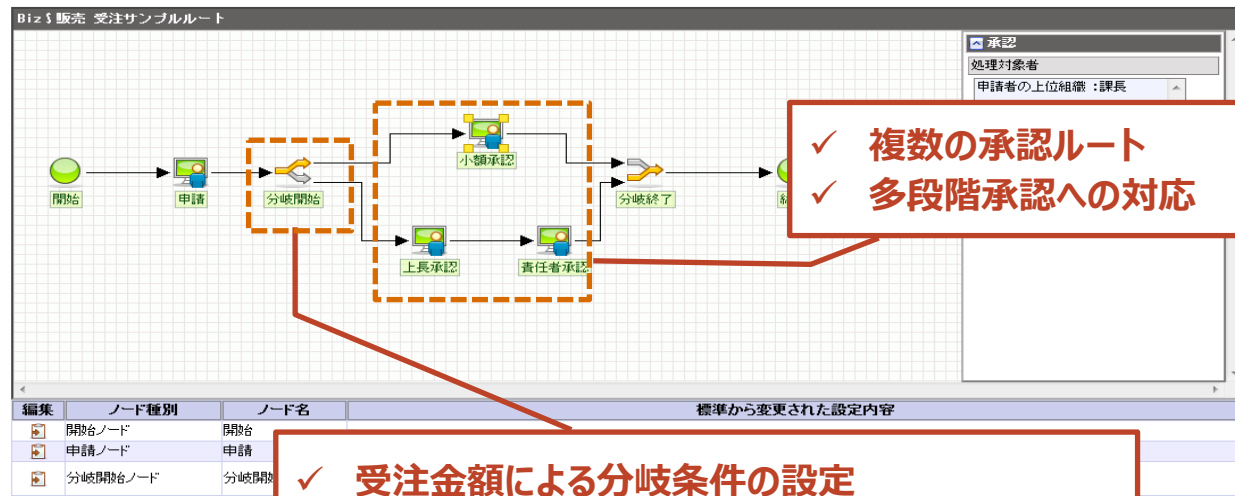 Biz∫販売 受注サンプルルート
承認
処理対象者
申請者の上位組織 :課長
✓ 複数の承認ルート
✓ 多段階承認への対応
小額承認
開始
申請
分岐開始
分岐終了
上長承認
責任者承認
編集 ノード種別 ノード名 標準から変更された設定内容
開始ノード 開始
申請ノード 申請
分岐開始ノード 分岐開
✓ 受注金額による分岐条件の設定